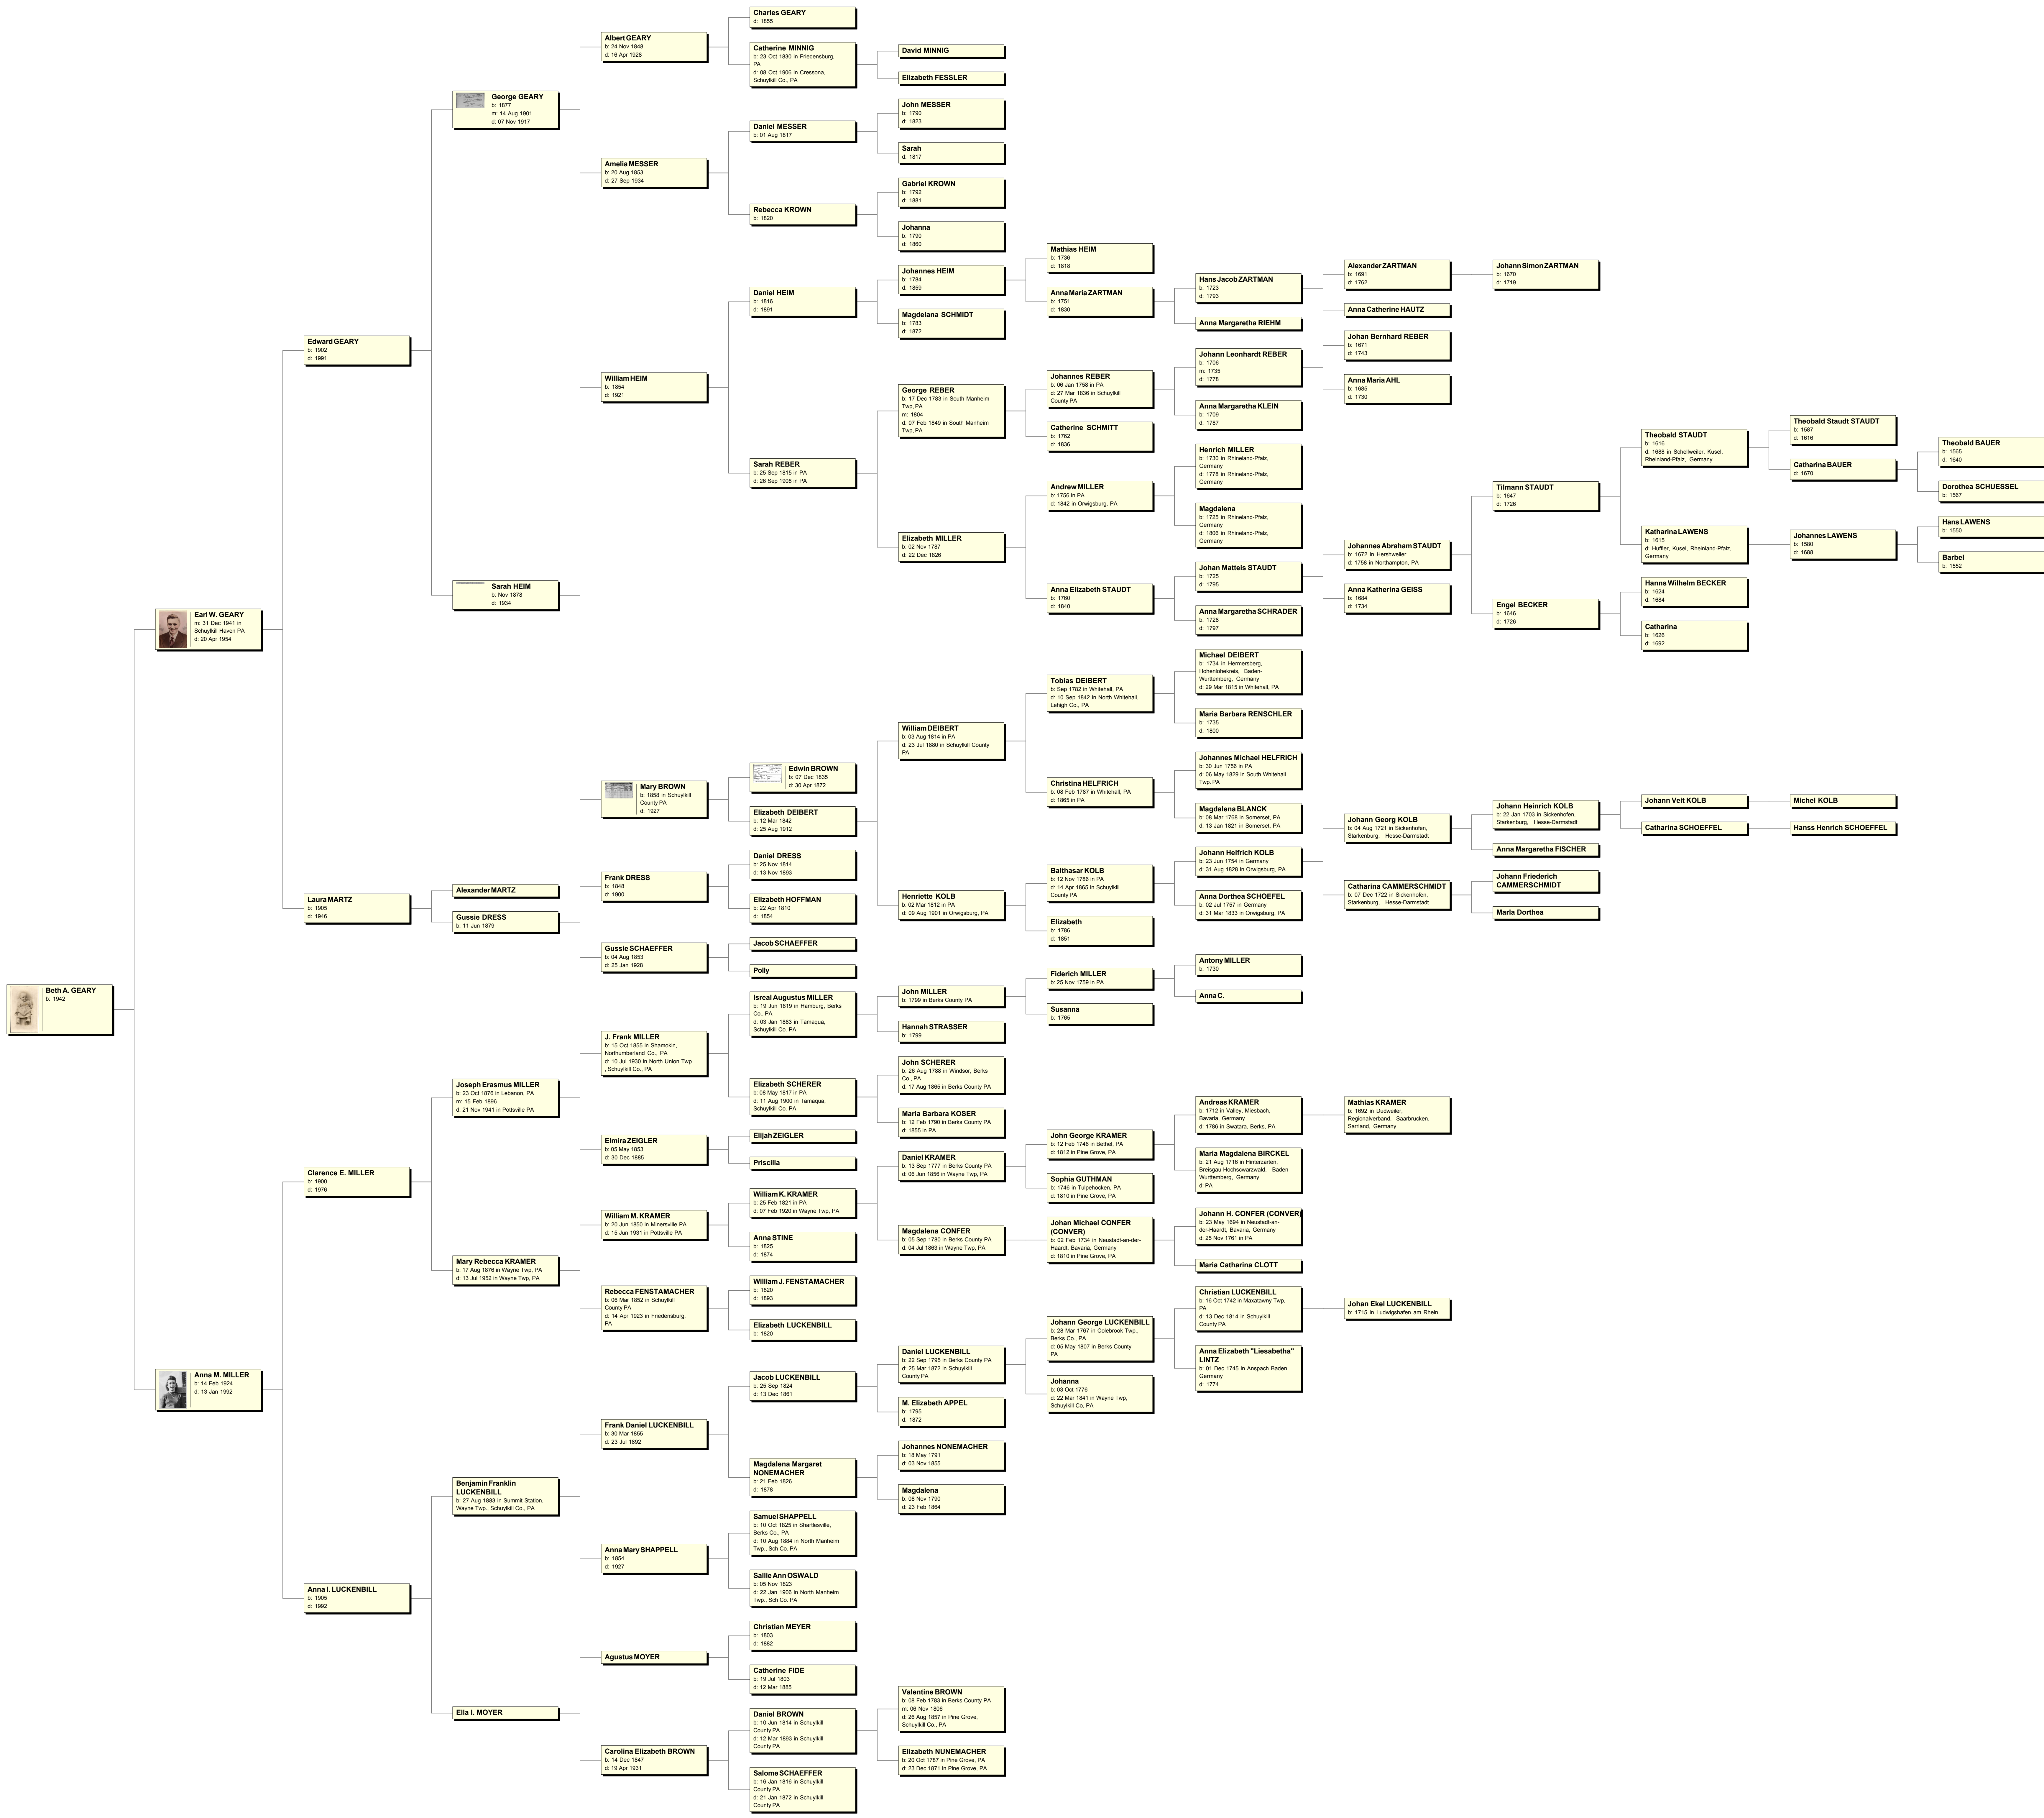 Beth A. GEARY
b: 1942
Earl W. GEARY
m: 31 Dec 1941 in
Schuylkill Haven PA
d: 20 Apr 1954
Anna M. MILLER
b: 14 Feb 1924
d: 13 Jan 1992
Edward GEARY
b: 1902
d: 1991
Laura MARTZ
b: 1905
d: 1946
Clarence E. MILLER
b: 1900
d: 1976
Anna I. LUCKENBILL
b: 1905
d: 1992
George GEARY
b: 1877
m: 14 Aug 1901
d: 07 Nov 1917
Sarah HEIM
b: Nov 1878
d: 1934
Alexander MARTZ
Gussie DRESS
b: 11 Jun 1879
Joseph Erasmus MILLER
b: 23 Oct 1876 in Lebanon, PA
m: 15 Feb 1896
d: 21 Nov 1941 in Pottsville PA
Mary Rebecca KRAMER
b: 17 Aug 1876 in Wayne Twp, PA
d: 13 Jul 1952 in Wayne Twp, PA
Benjamin Franklin
LUCKENBILL
b: 27 Aug 1883 in Summit Station,
Wayne Twp., Schuylkill Co., PA
Ella I. MOYER
Albert GEARY
b: 24 Nov 1848
d: 16 Apr 1928
Amelia MESSER
b: 20 Aug 1853
d: 27 Sep 1934
William HEIM
b: 1854
d: 1921
Mary BROWN
b: 1858 in Schuylkill
County PA
d: 1927
Frank DRESS
b: 1848
d: 1900
Gussie SCHAEFFER
b: 04 Aug 1853
d: 25 Jan 1928
J. Frank MILLER
b: 15 Oct 1855 in Shamokin,
Northumberland Co., PA
d: 10 Jul 1930 in North Union Twp.
, Schuylkill Co., PA
Elmira ZEIGLER
b: 05 May 1853
d: 30 Dec 1885
William M. KRAMER
b: 20 Jun 1850 in Minersville PA
d: 15 Jun 1931 in Pottsville PA
Rebecca FENSTAMACHER
b: 06 Mar 1852 in Schuylkill
County PA
d: 14 Apr 1923 in Friedensburg,
PA
Frank Daniel LUCKENBILL
b: 30 Mar 1855
d: 23 Jul 1892
Anna Mary SHAPPELL
b: 1854
d: 1927
Agustus MOYER
Carolina Elizabeth BROWN
b: 14 Dec 1847
d: 19 Apr 1931
Charles GEARY
d: 1855
Catherine MINNIG
b: 23 Oct 1830 in Friedensburg,
PA
d: 08 Oct 1906 in Cressona,
Schuylkill Co., PA
Daniel MESSER
b: 01 Aug 1817
Rebecca KROWN
b: 1820
Daniel HEIM
b: 1816
d: 1891
Sarah REBER
b: 25 Sep 1815 in PA
d: 26 Sep 1908 in PA
Edwin BROWN
b: 07 Dec 1835
d: 30 Apr 1872
Elizabeth DEIBERT
b: 12 Mar 1842
d: 25 Aug 1912
Daniel DRESS
b: 25 Nov 1814
d: 13 Nov 1893
Elizabeth HOFFMAN
b: 22 Apr 1810
d: 1854
Jacob SCHAEFFER
Polly
Isreal Augustus MILLER
b: 19 Jun 1819 in Hamburg, Berks
Co., PA
d: 03 Jan 1883 in Tamaqua,
Schuylkill Co. PA
Elizabeth SCHERER
b: 08 May 1817 in PA
d: 11 Aug 1900 in Tamaqua,
Schuylkill Co. PA
Elijah ZEIGLER
Priscilla
William K. KRAMER
b: 25 Feb 1821 in PA
d: 07 Feb 1920 in Wayne Twp, PA
Anna STINE
b: 1825
d: 1874
William J. FENSTAMACHER
b: 1820
d: 1893
Elizabeth LUCKENBILL
b: 1820
Jacob LUCKENBILL
b: 25 Sep 1824
d: 13 Dec 1861
Magdalena Margaret
NONEMACHER
b: 21 Feb 1826
d: 1878
Samuel SHAPPELL
b: 10 Oct 1825 in Shartlesville,
Berks Co., PA
d: 10 Aug 1884 in North Manheim
Twp., Sch Co. PA
Sallie Ann OSWALD
b: 05 Nov 1823
d: 22 Jan 1906 in North Manheim
Twp., Sch Co. PA
Christian MEYER
b: 1803
d: 1882
Catherine FIDE
b: 19 Jul 1803
d: 12 Mar 1885
Daniel BROWN
b: 10 Jun 1814 in Schuylkill
County PA
d: 12 Mar 1893 in Schuylkill
County PA
Salome SCHAEFFER
b: 16 Jan 1816 in Schuylkill
County PA
d: 21 Jan 1872 in Schuylkill
County PA
David MINNIG
Elizabeth FESSLER
John MESSER
b: 1790
d: 1823
Sarah
d: 1817
Gabriel KROWN
b: 1792
d: 1881
Johanna
b: 1790
d: 1860
Johannes HEIM
b: 1784
d: 1859
Magdelana SCHMIDT
b: 1783
d: 1872
George REBER
b: 17 Dec 1783 in South Manheim
Twp, PA
m: 1804
d: 07 Feb 1849 in South Manheim
Twp, PA
Elizabeth MILLER
b: 02 Nov 1787
d: 22 Dec 1826
William DEIBERT
b: 03 Aug 1814 in PA
d: 23 Jul 1880 in Schuylkill County
PA
Henriette KOLB
b: 02 Mar 1812 in PA
d: 09 Aug 1901 in Orwigsburg, PA
John MILLER
b: 1799 in Berks County PA
Hannah STRASSER
b: 1799
John SCHERER
b: 26 Aug 1788 in Windsor, Berks
Co., PA
d: 17 Aug 1865 in Berks County PA
Maria Barbara KOSER
b: 12 Feb 1790 in Berks County PA
d: 1855 in PA
Daniel KRAMER
b: 13 Sep 1777 in Berks County PA
d: 06 Jun 1856 in Wayne Twp, PA
Magdalena CONFER
b: 05 Sep 1780 in Berks County PA
d: 04 Jul 1863 in Wayne Twp, PA
Daniel LUCKENBILL
b: 22 Sep 1795 in Berks County PA
d: 25 Mar 1872 in Schuylkill
County PA
M. Elizabeth APPEL
b: 1795
d: 1872
Johannes NONEMACHER
b: 18 May 1791
d: 03 Nov 1855
Magdalena
b: 08 Nov 1790
d: 23 Feb 1864
Valentine BROWN
b: 08 Feb 1783 in Berks County PA
m: 06 Nov 1806
d: 26 Aug 1857 in Pine Grove,
Schuylkill Co., PA
Elizabeth NUNEMACHER
b: 20 Oct 1787 in Pine Grove, PA
d: 23 Dec 1871 in Pine Grove, PA
Mathias HEIM
b: 1736
d: 1818
Anna Maria ZARTMAN
b: 1751
d: 1830
Johannes REBER
b: 06 Jan 1758 in PA
d: 27 Mar 1836 in Schuylkill
County PA
Catherine SCHMITT
b: 1762
d: 1836
Andrew MILLER
b: 1756 in PA
d: 1842 in Orwigsburg, PA
Anna Elizabeth STAUDT
b: 1760
d: 1840
Tobias DEIBERT
b: Sep 1782 in Whitehall, PA
d: 10 Sep 1842 in North Whitehall,
Lehigh Co., PA
Christina HELFRICH
b: 08 Feb 1787 in Whitehall, PA
d: 1865 in PA
Balthasar KOLB
b: 12 Nov 1786 in PA
d: 14 Apr 1865 in Schuylkill
County PA
Elizabeth
b: 1786
d: 1851
Fiderich MILLER
b: 25 Nov 1759 in PA
Susanna
b: 1765
John George KRAMER
b: 12 Feb 1746 in Bethel, PA
d: 1812 in Pine Grove, PA
Sophia GUTHMAN
b: 1746 in Tulpehocken, PA
d: 1810 in Pine Grove, PA
Johan Michael CONFER
(CONVER)
b: 02 Feb 1734 in Neustadt-an-der-
Haardt, Bavaria, Germany
d: 1810 in Pine Grove, PA
Johann George LUCKENBILL
b: 28 Mar 1767 in Colebrook Twp.,
Berks Co., PA
d: 05 May 1807 in Berks County
PA
Johanna
b: 03 Oct 1776
d: 22 Mar 1841 in Wayne Twp,
Schuylkill Co, PA
Hans Jacob ZARTMAN
b: 1723
d: 1793
Anna Margaretha RIEHM
Johann Leonhardt REBER
b: 1706
m: 1735
d: 1778
Anna Margaretha KLEIN
b: 1709
d: 1787
Henrich MILLER
b: 1730 in Rhineland-Pfalz,
Germany
d: 1778 in Rhineland-Pfalz,
Germany
Magdalena
b: 1725 in Rhineland-Pfalz,
Germany
d: 1806 in Rhineland-Pfalz,
Germany
Johan Matteis STAUDT
b: 1725
d: 1795
Anna Margaretha SCHRADER
b: 1728
d: 1797
Michael DEIBERT
b: 1734 in Hermersberg,
Hohenlohekreis, Baden-
Wurttemberg, Germany
d: 29 Mar 1815 in Whitehall, PA
Maria Barbara RENSCHLER
b: 1735
d: 1800
Johannes Michael HELFRICH
b: 30 Jun 1756 in PA
d: 06 May 1829 in South Whitehall
Twp. PA
Magdalena BLANCK
b: 08 Mar 1768 in Somerset, PA
d: 13 Jan 1821 in Somerset, PA
Johann Helfrich KOLB
b: 23 Jun 1754 in Germany
d: 31 Aug 1828 in Orwigsburg, PA
Anna Dorthea SCHOEFEL
b: 02 Jul 1757 in Germany
d: 31 Mar 1833 in Orwigsburg, PA
Antony MILLER
b: 1730
Anna C.
Andreas KRAMER
b: 1712 in Valley, Miesbach,
Bavaria, Germany
d: 1786 in Swatara, Berks, PA
Maria Magdalena BIRCKEL
b: 21 Aug 1716 in Hinterzarten,
Breisgau-Hochscwarzwald, Baden-
Wurttemberg, Germany
d: PA
Johann H. CONFER (CONVER)
b: 23 May 1694 in Neustadt-an-
der-Haardt, Bavaria, Germany
d: 25 Nov 1761 in PA
Maria Catharina CLOTT
Christian LUCKENBILL
b: 16 Oct 1742 in Maxatawny Twp,
PA
d: 13 Dec 1814 in Schuylkill
County PA
Anna Elizabeth "Liesabetha"
LINTZ
b: 01 Dec 1745 in Anspach Baden
Germany
d: 1774
Alexander ZARTMAN
b: 1691
d: 1762
Anna Catherine HAUTZ
Johan Bernhard REBER
b: 1671
d: 1743
Anna Maria AHL
b: 1685
d: 1730
Johannes Abraham STAUDT
b: 1672 in Hershweiler
d: 1758 in Northampton, PA
Anna Katherina GEISS
b: 1684
d: 1734
Johann Georg KOLB
b: 04 Aug 1721 in Sickenhofen,
Starkenburg, Hesse-Darmstadt
Catharina CAMMERSCHMIDT
b: 07 Dec 1722 in Sickenhofen,
Starkenburg, Hesse-Darmstadt
Mathias KRAMER
b: 1692 in Dudweiler,
Regionalverband, Saarbrucken,
Sarrland, Germany
Johan Ekel LUCKENBILL
b: 1715 in Ludwigshafen am Rhein
Johann Simon ZARTMAN
b: 1670
d: 1719
Tilmann STAUDT
b: 1647
d: 1726
Engel BECKER
b: 1646
d: 1726
Johann Heinrich KOLB
b: 22 Jan 1703 in Sickenhofen,
Starkenburg, Hesse-Darmstadt
Anna Margaretha FISCHER
Johann Friederich
CAMMERSCHMIDT
Maria Dorthea
Theobald STAUDT
b: 1616
d: 1688 in Schellweiler, Kusel,
Rheinland-Pfalz, Germany
Katharina LAWENS
b: 1615
d: Huffler, Kusel, Rheinland-Pfalz,
Germany
Hanns Wilhelm BECKER
b: 1624
d: 1684
Catharina
b: 1626
d: 1692
Johann Veit KOLB
Catharina SCHOEFFEL
Theobald Staudt STAUDT
b: 1587
d: 1616
Catharina BAUER
d: 1670
Johannes LAWENS
b: 1580
d: 1688
Michel KOLB
Hanss Henrich SCHOEFFEL
Theobald BAUER
b: 1565
d: 1640
Dorothea SCHUESSEL
b: 1567
Hans LAWENS
b: 1550
Barbel
b: 1552